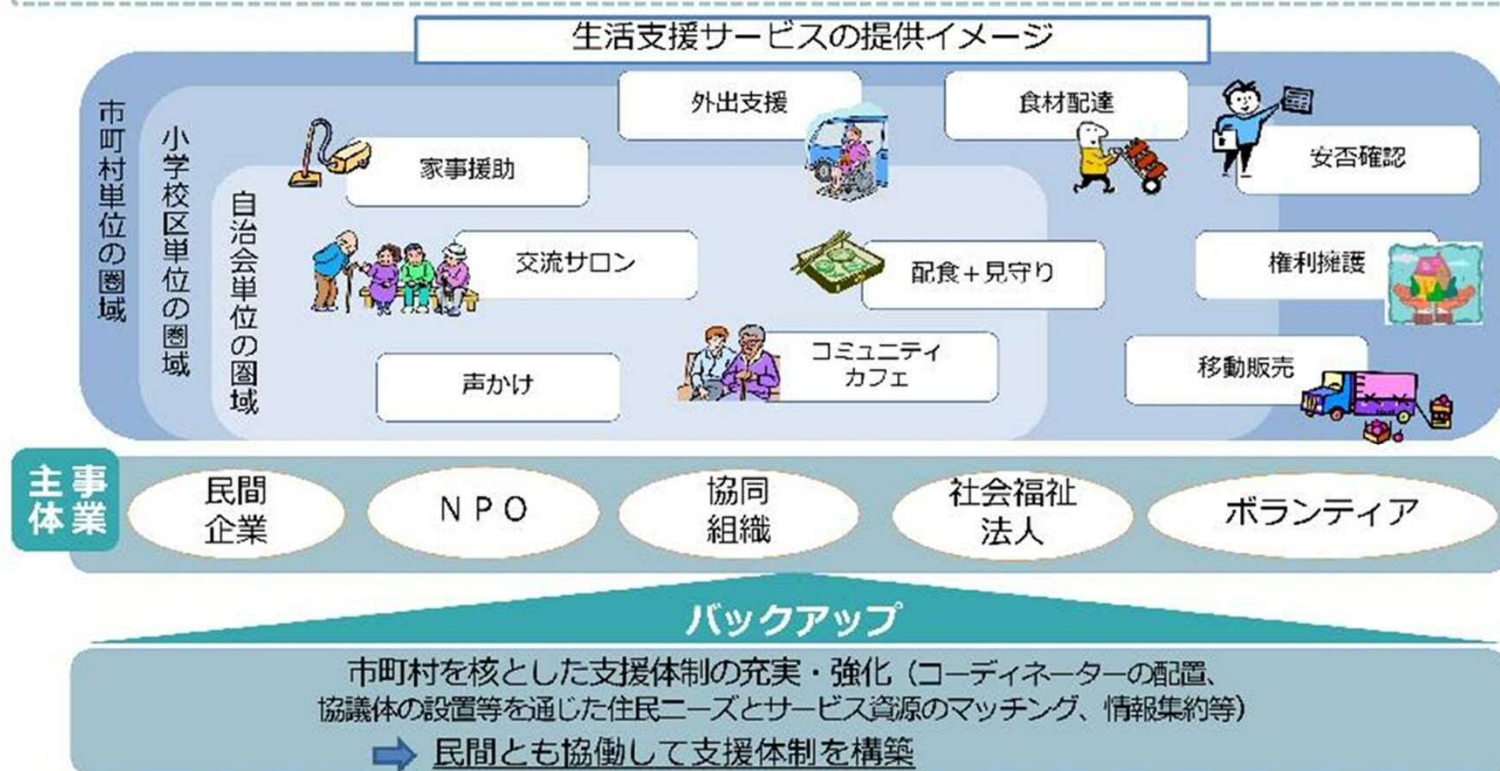 生活支援サービスの提供イメージ
市町村単位の圏域
小学校区単位の圏域
自治会単位の圏域
外出支援
食材配達
家事援助
安否確認
交流サロン
配食+見守り
権利擁護
声かけ
コミュニティ
カフェ
移動販売
事業
主体
民間
企業
NPO
協同
組織
社会福祉
法人
ボランティア
バックアップ
市町村を核とした支援体制の充実・強化(コーディネーターの配置、
協議体の設置等を通じた住民ニーズとサービス資源のマッチング、情報集約等)
➡ 民間とも協働して支援体制を構築